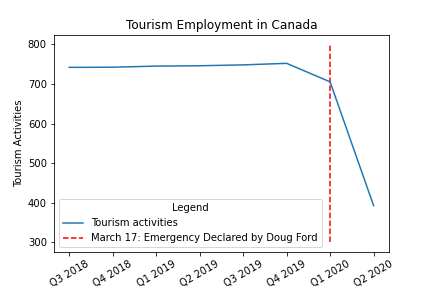 Tourism Employment in Canada
800
700
600
500
400
300
Tourism Activities
Legend
Tourism activities
March 17: Emergency Declared by Doug Ford
Q3 2018
Q4 2018
Q1 2019
Q2 2019
Q3 2019
Q4 2019
Q1 2020
Q2 2020